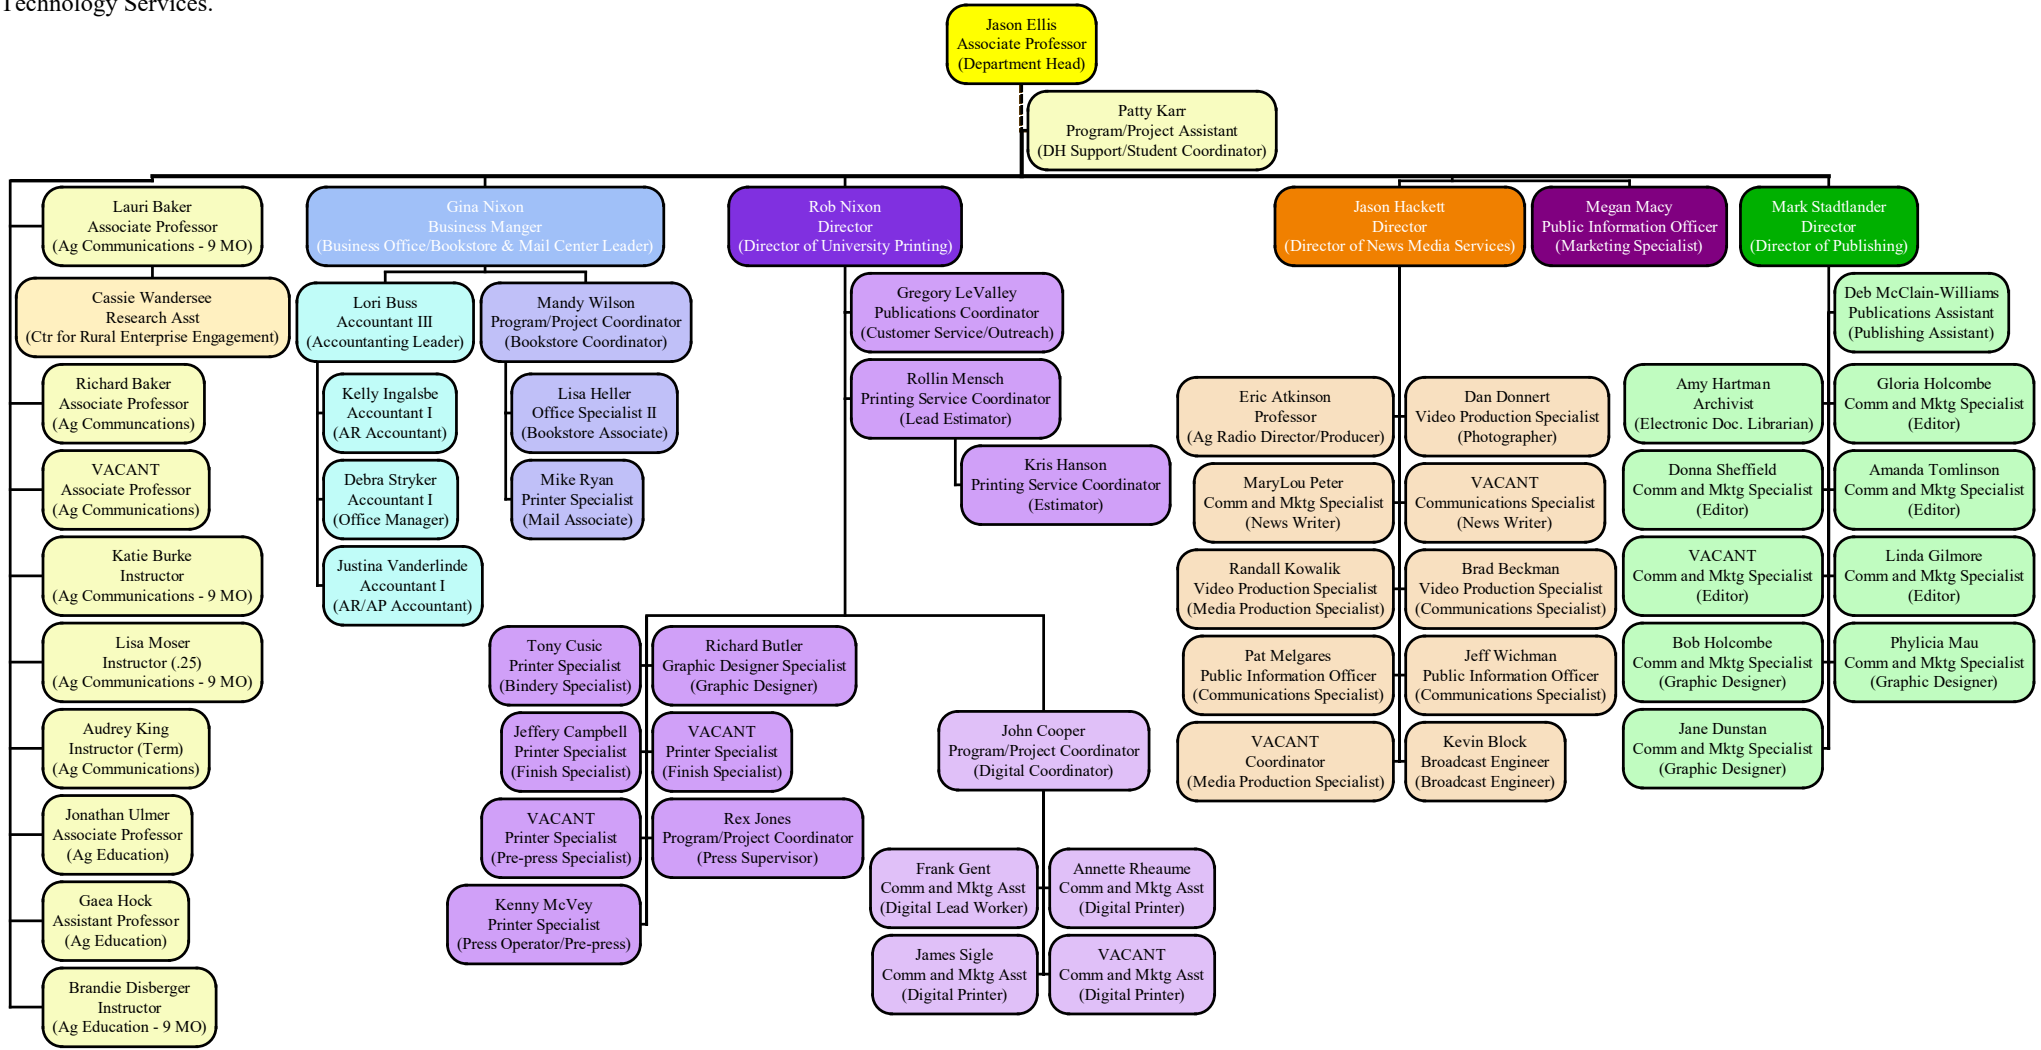 Technology Services.
Jason Ellis
Associate Professor
(Department Head)
Patty Karr
Program/Project Assistant
(DH Support/Student Coordinator)
Lauri Baker
Associate Professor
(Ag Communications - 9 MO)
Cassie Wandersee
Research Asst
(Ctr for Rural Enterprise Engagement)
Richard Baker
Associate Professor
(Ag Communcations)
VACANT
Associate Professor
(Ag Communications)
Katie Burke
Instructor
(Ag Communications - 9 MO)
Lisa Moser
Instructor (.25)
(Ag Communications - 9 MO)
Audrey King
Instructor (Term)
(Ag Communications)
Jonathan Ulmer
Associate Professor
(Ag Education)
Gaea Hock
Assistant Professor
(Ag Education)
Brandie Disberger
Instructor
(Ag Education - 9 MO)
Gina Nixon
Business Manger
(Business Office/Bookstore & Mail Center Leader)
Lori Buss
Accountant III
(Accountanting Leader)
Kelly Ingalsbe
Accountant I
(AR Accountant)
Debra Stryker
Accountant I
(Office Manager)
Justina Vanderlinde
Accountant I
(AR/AP Accountant)
Mandy Wilson
Program/Project Coordinator
(Bookstore Coordinator)
Lisa Heller
Office Specialist II
(Bookstore Associate)
Mike Ryan
Printer Specialist
(Mail Associate)
Rob Nixon
Director
(Director of University Printing)
Gregory LeValley
Publications Coordinator
(Customer Service/Outreach)
Rollin Mensch
Printing Service Coordinator
(Lead Estimator)
Kris Hanson
Printing Service Coordinator
(Estimator)
Tony Cusic
Printer Specialist
(Bindery Specialist)
Richard Butler
Graphic Designer Specialist
(Graphic Designer)
Jeffery Campbell
Printer Specialist
(Finish Specialist)
VACANT
Printer Specialist
(Finish Specialist)
VACANT
Printer Specialist
(Pre-press Specialist)
Rex Jones
Program/Project Coordinator
(Press Supervisor)
Kenny McVey
Printer Specialist
(Press Operator/Pre-press)
John Cooper
Program/Project Coordinator
(Digital Coordinator)
Frank Gent
Comm and Mktg Asst
(Digital Lead Worker)
Annette Rheaume
Comm and Mktg Asst
(Digital Printer)
James Sigle
Comm and Mktg Asst
(Digital Printer)
VACANT
Comm and Mktg Asst
(Digital Printer)
Jason Hackett
Director
(Director of News Media Services)
Eric Atkinson
Professor
(Ag Radio Director/Producer)
Dan Donnert
Video Production Specialist
(Photographer)
MaryLou Peter
Comm and Mktg Specialist
(News Writer)
VACANT
Communications Specialist
(News Writer)
Randall Kowalik
Video Production Specialist
(Media Production Specialist)
Brad Beckman
Video Production Specialist
(Communications Specialist)
Pat Melgares
Public Information Officer
(Communications Specialist)
Jeff Wichman
Public Information Officer
(Communications Specialist)
VACANT
Coordinator
(Media Production Specialist)
Kevin Block
Broadcast Engineer
(Broadcast Engineer)
Megan Macy
Public Information Officer
(Marketing Specialist)
Mark Stadtlander
Director
(Director of Publishing)
Deb McClain-Williams
Publications Assistant
(Publishing Assistant)
Amy Hartman
Archivist
(Electronic Doc. Librarian)
Gloria Holcombe
Comm and Mktg Specialist
(Editor)
Donna Sheffield
Comm and Mktg Specialist
(Editor)
Amanda Tomlinson
Comm and Mktg Specialist
(Editor)
VACANT
Comm and Mktg Specialist
(Editor)
Linda Gilmore
Comm and Mktg Specialist
(Editor)
Bob Holcombe
Comm and Mktg Specialist
(Graphic Designer)
Phylicia Mau
Comm and Mktg Specialist
(Graphic Designer)
Jane Dunstan
Comm and Mktg Specialist
(Graphic Designer)